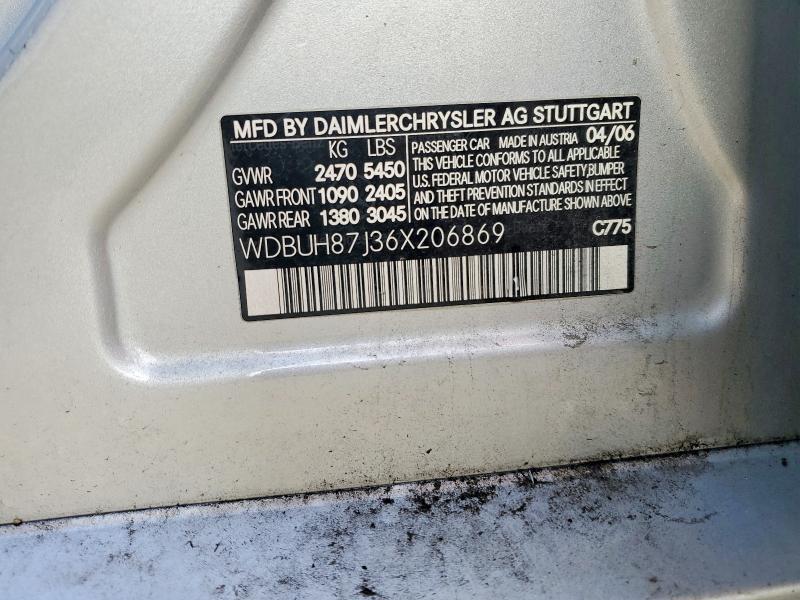 MFD BY DAIMLERCHRYSLER AG STUTTGART
KG LBS
GVWR 2470 5450
GAWR FRONT 1090 2405
GAWR REAR 1380 3045
PASSENGER CAR MADE IN AUSTRIA 04/06
THIS VEHICLE CONFORMS TO ALL APPLICABLE
U.S. FEDERAL MOTOR VEHICLE SAFETY,BUMPER
AND THEFT PREVENTION STANDARDS IN EFFECT
ON THE DATE OF MANUFACTURE SHOWN ABOVE
WDBUH87J36X206869
C775